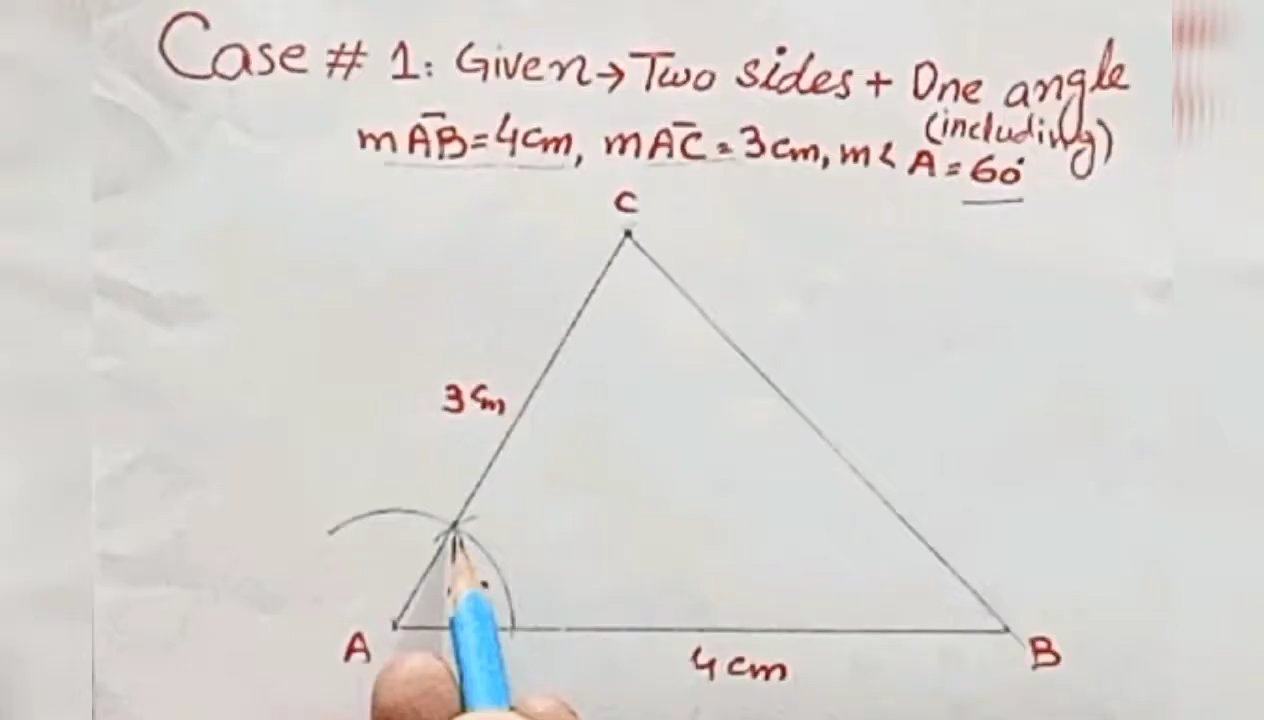 Case # 1: Given→Two sides + One angle
(including)
mAB=4cm, mAC=3cm, m< A=60°
C
3cm
A
B
4cm